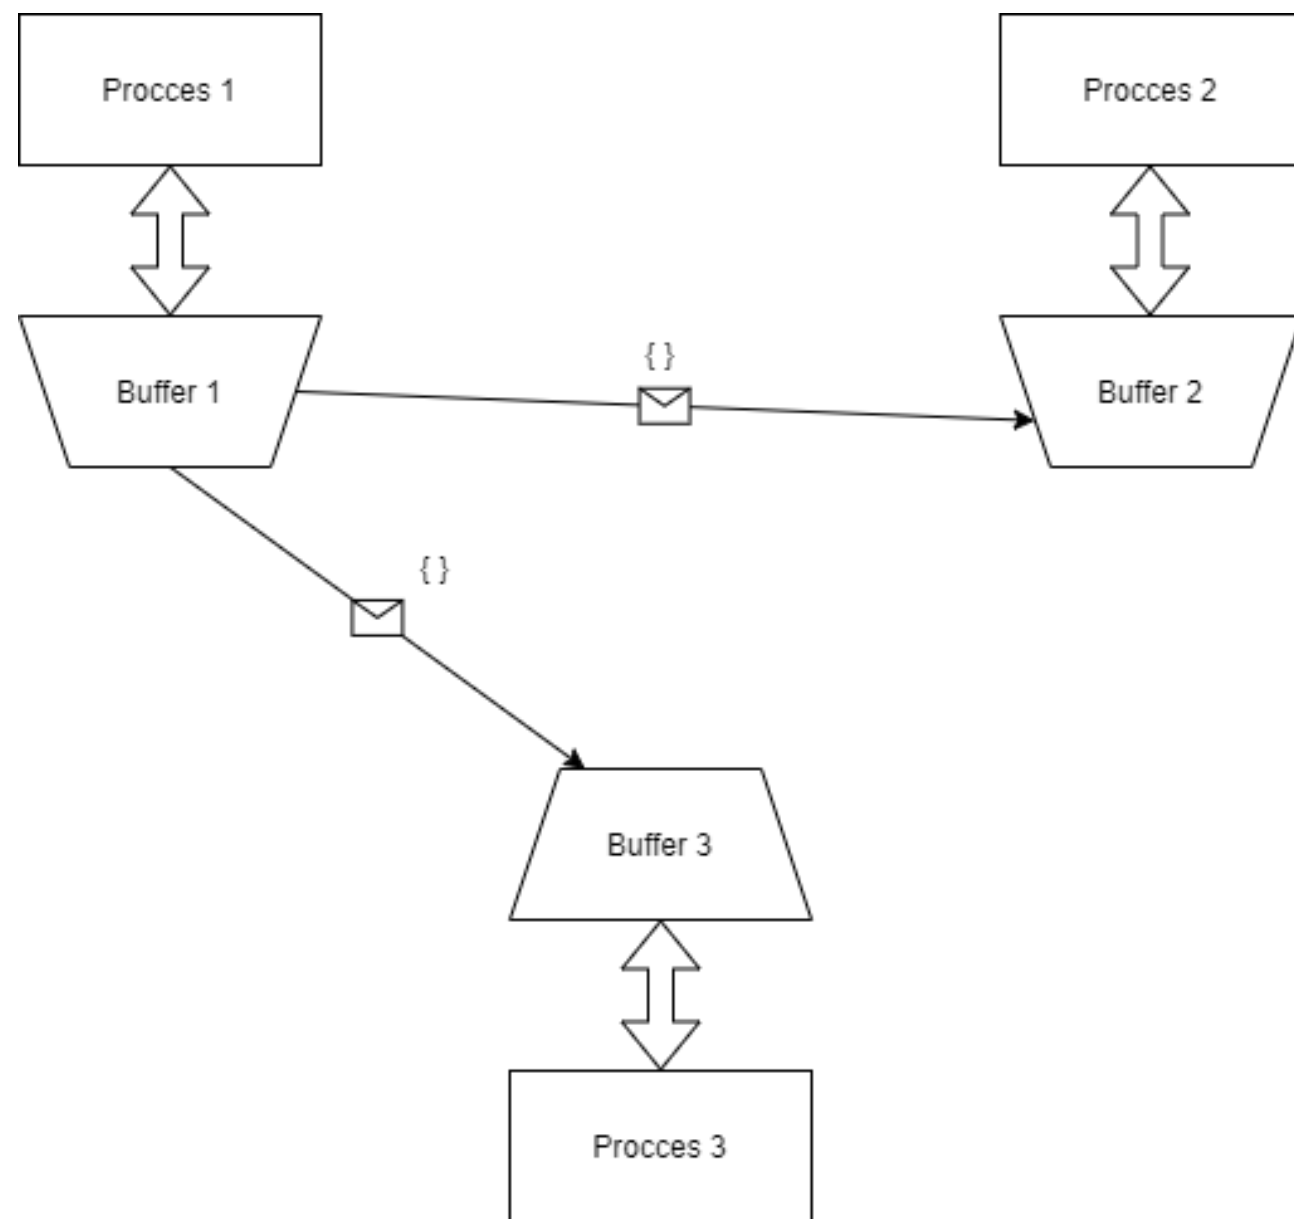 Procces 1
Procces 2
Buffer 1
{ }
Buffer 2
{ }
Buffer 3
Procces 3